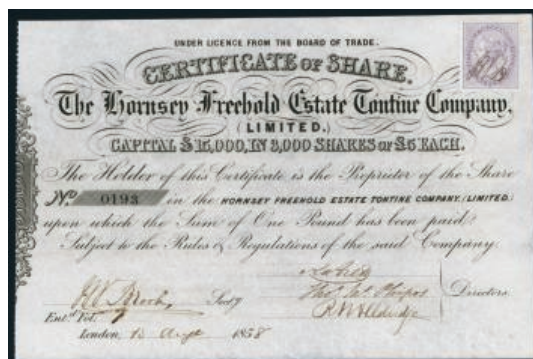 UNDER LICENCE FROM THE BOARD OF TRADE.
CERTIFICATE OF SHARE.
The Hornsey Freehold Estate Tontine Company,
(LIMITED.)
CAPITAL £15,000, IN 3,000 SHARES OF £5 EACH.
The Holder of this Certificate is the Proprietor of the Share
No. 0193 in the HORNSEY FREEHOLD ESTATE TONTINE COMPANY, (LIMITED.)
upon which the Sum of One Pound has been paid.
Subject to the Rules & Regulations of the said Company.
Secy
Directors
Entd. Fol.
London, 13 Augt 1858